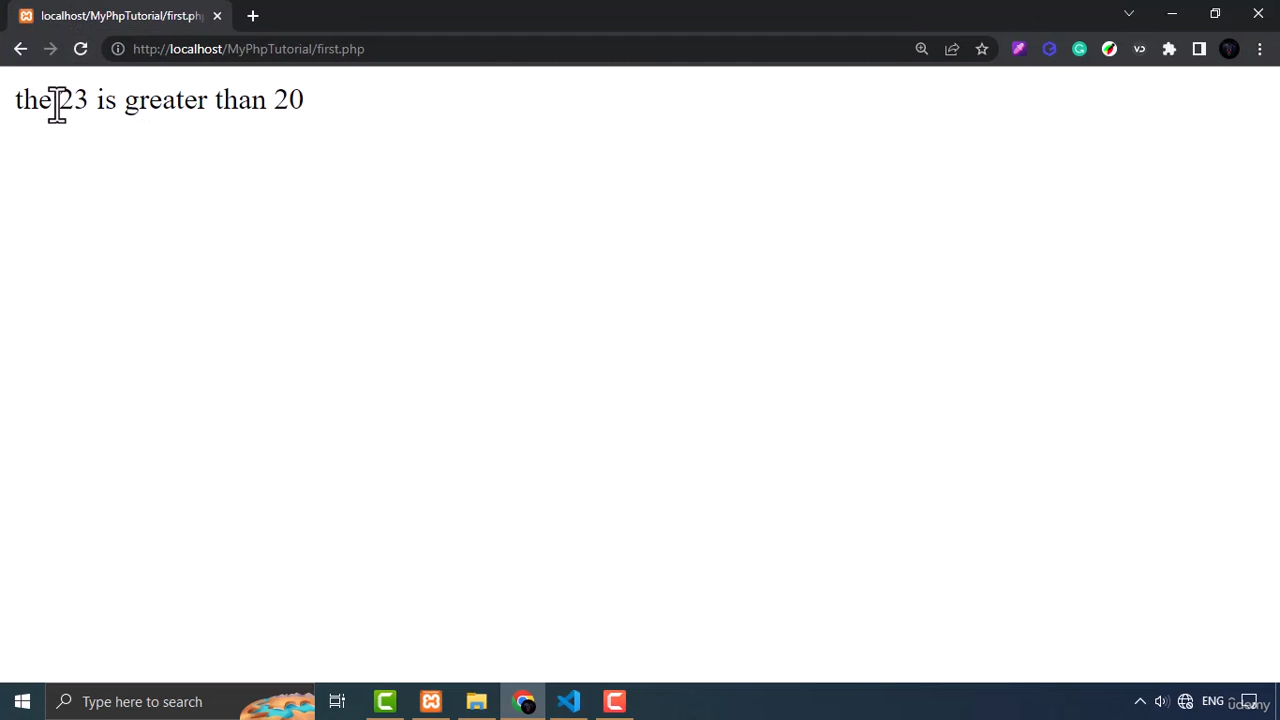 localhost/MyPhpTutorial/first.ph
http://localhost/MyPhpTutorial/first.php
the 23 is greater than 20
Type here to search
ENG
ûdemy